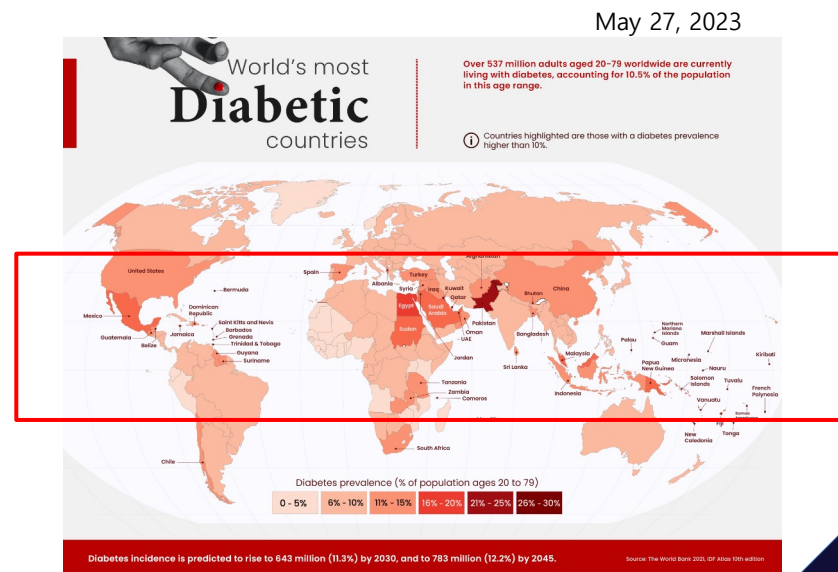 May 27, 2023
World's most
Diabetic
countries
Over 537 million adults aged 20-79 worldwide are currently
living with diabetes, accounting for 10.5% of the population
in this age range.
Countries highlighted are those with a diabetes prevalence
higher than 10%.
United States
Bermuda
Mexico
Dominican
Republic
Guatemala
Belize
Jamaica
Saint Kitts and Nevis
Barbados
Grenada
Trinidad & Tobago
Guyana
Suriname
Chile
Spain
Albania
Turkey
Syria
Iraq
Kuwait
Qatar
Afghanistan
Egypt
Saudi
Arabia
Sudan
Pakistan
Oman
UAE
Jordan
Bhutan
China
Bangladesh
Sri Lanka
Tanzania
Zambia
Comoros
South Africa
Malaysia
Indonesia
Palau
Northern
Mariana
Islands
Guam
Marshall Islands
Micronesia
Kiribati
Papua
New Guinea
Nauru
Solomon
Islands
Tuvalu
French
Polynesia
Vanuatu
Fiji
New
Caledonia
Tonga
Diabetes prevalence (% of population ages 20 to 79)
0 - 5% 6% - 10% 11% - 15% 16% - 20% 21% - 25% 26% - 30%
Diabetes incidence is predicted to rise to 643 million (11.3%) by 2030, and to 783 million (12.2%) by 2045.
Source: The World Bank 2021, IDF Atlas 10th edition